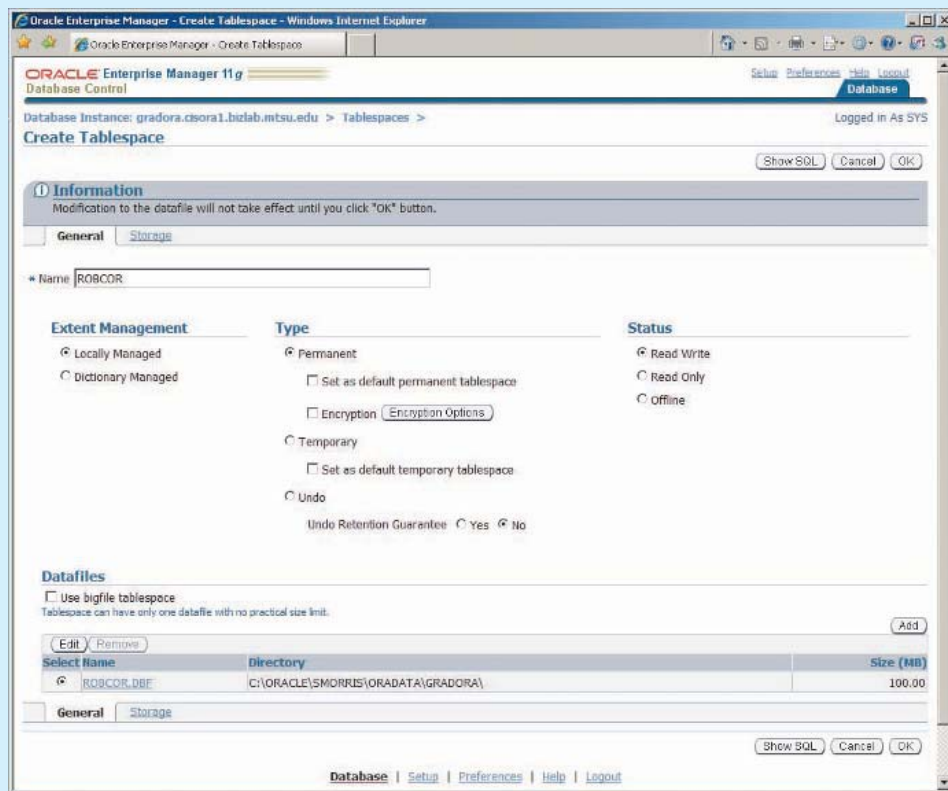 Oracle Enterprise Manager - Create Tablespace - Windows Internet Explorer
Oracle Enterprise Manager - Create Tablespace
ORACLE Enterprise Manager 11g
Database Control
Setup Preferences Help Logout
Database
Database Instance: gradora.cisora1.bizlab.mtsu.edu > Tablespaces >
Logged in As SYS
Create Tablespace
Show SQL Cancel OK
Information
Modification to the datafile will not take effect until you click "OK" button.
General Storage
* Name ROBCOR
Extent Management Type Status
Locally Managed Permanent Read Write
Dictionary Managed Set as default permanent tablespace Read Only
Encryption Encryption Options Offline
Temporary
Set as default temporary tablespace
Undo
Undo Retention Guarantee Yes No
Datafiles
Use bigfile tablespace
Tablespace can have only one datafile with no practical size limit.
Add
Edit Remove
Select Name Directory Size (MB)
ROBCOR.DBF C:\ORACLE\SMORRIS\ORADATA\GRADORA\ 100.00
General Storage
Show SQL Cancel OK
Database | Setup | Preferences | Help | Logout